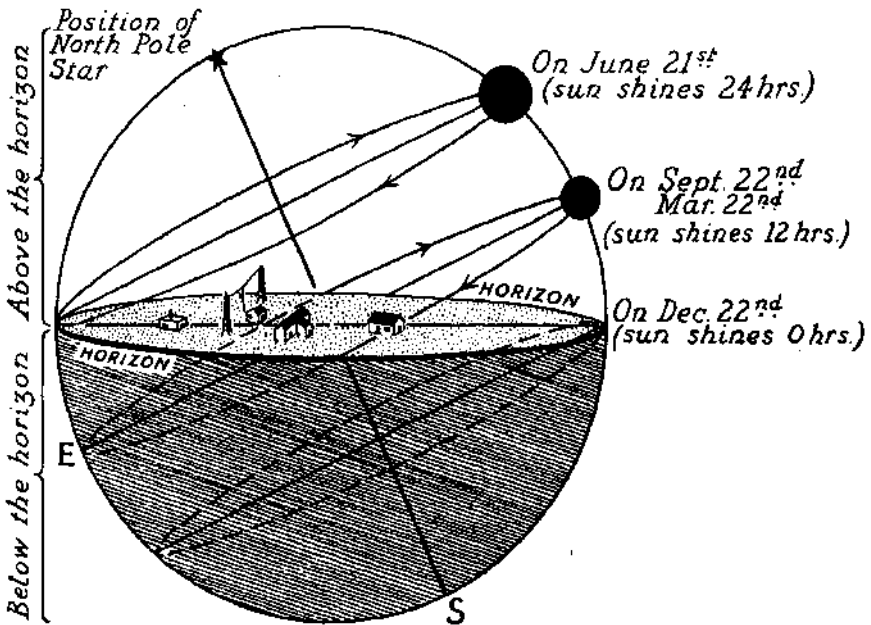 Position of
North Pole
Star
On June 21st
(sun shines 24 hrs.)
On Sept. 22nd
Mar. 22nd
(sun shines 12 hrs.)
HORIZON
On Dec. 22nd
(sun shines 0 hrs.)
HORIZON
E
S
Above the horizon
Below the horizon